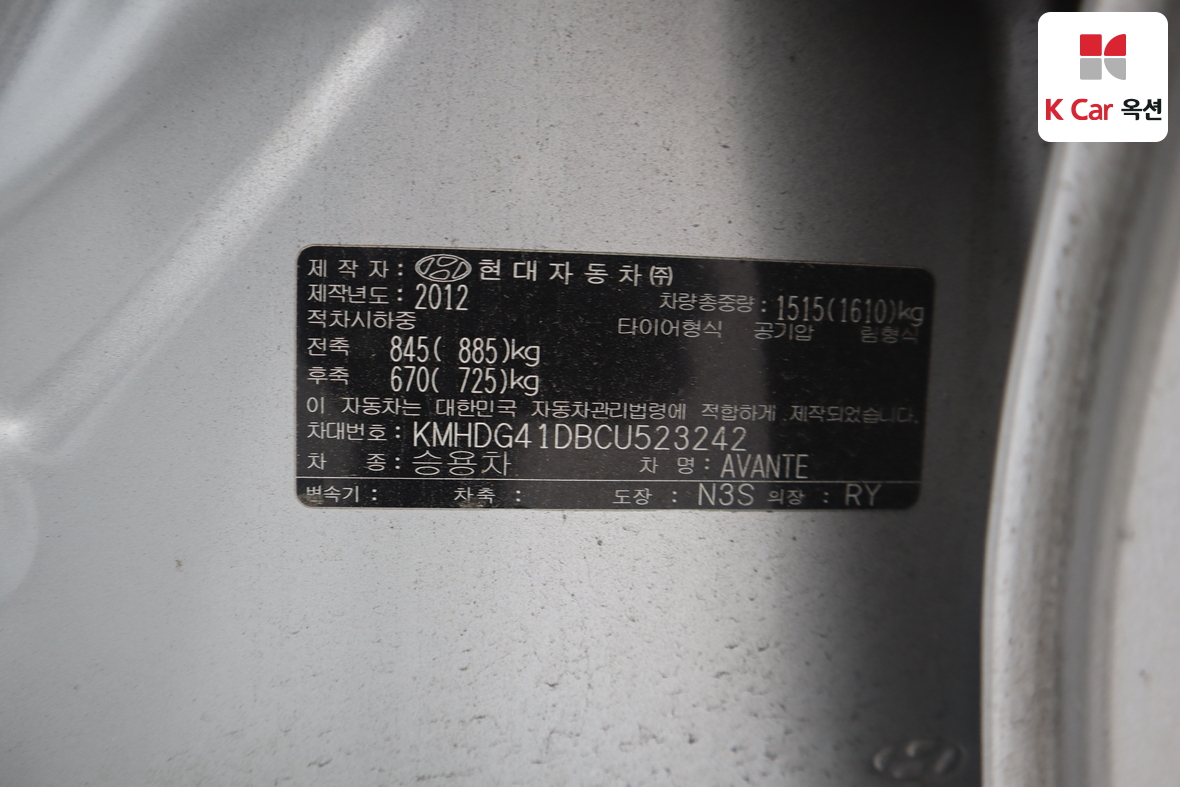 K Car 옥션
제 작 자 : 현대자동차㈜
제작년도 : 2012 차량총중량 : 1515(1610)kg
적차시하중 타이어형식 공기압 림형식
전축 845( 885)kg
후축 670( 725)kg
이 자동차는 대한민국 자동차관리법령에 적합하게 제작되었습니다.
차대번호 : KMHDG41DBCU523242
차 종 : 승용차 차 명 : AVANTE
변속기 : 차축 : 도장 : N3S 의장 : RY